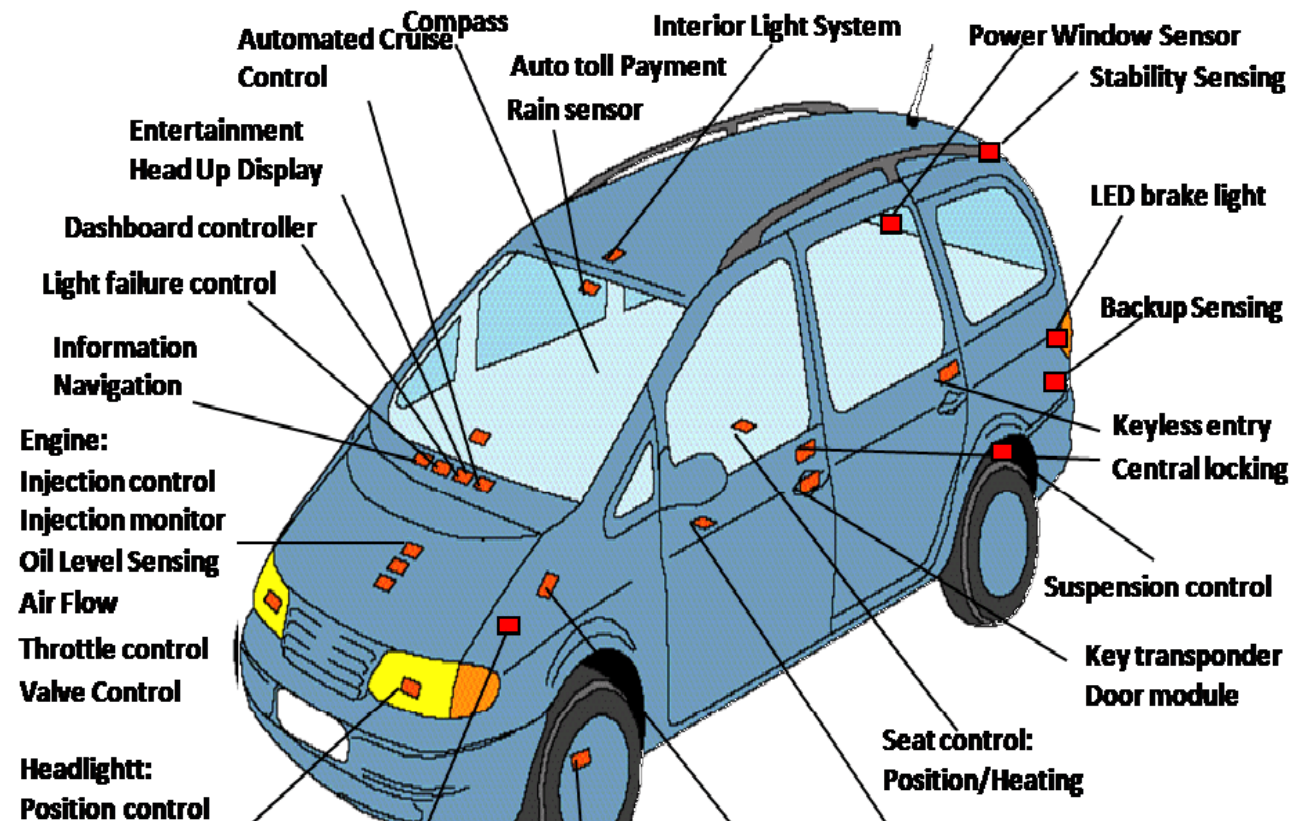 Compass
Automated Cruise
Control
Interior Light System
Power Window Sensor
Auto toll Payment
Stability Sensing
Rain sensor
Entertainment
Head Up Display
LED brake light
Dashboard controller
Light failure control
Backup Sensing
Information
Navigation
Keyless entry
Central locking
Engine:
Injection control
Injection monitor
Oil Level Sensing
Air Flow
Throttle control
Valve Control
Suspension control
Key transponder
Door module
Seat control:
Position/Heating
Headlightt:
Position control